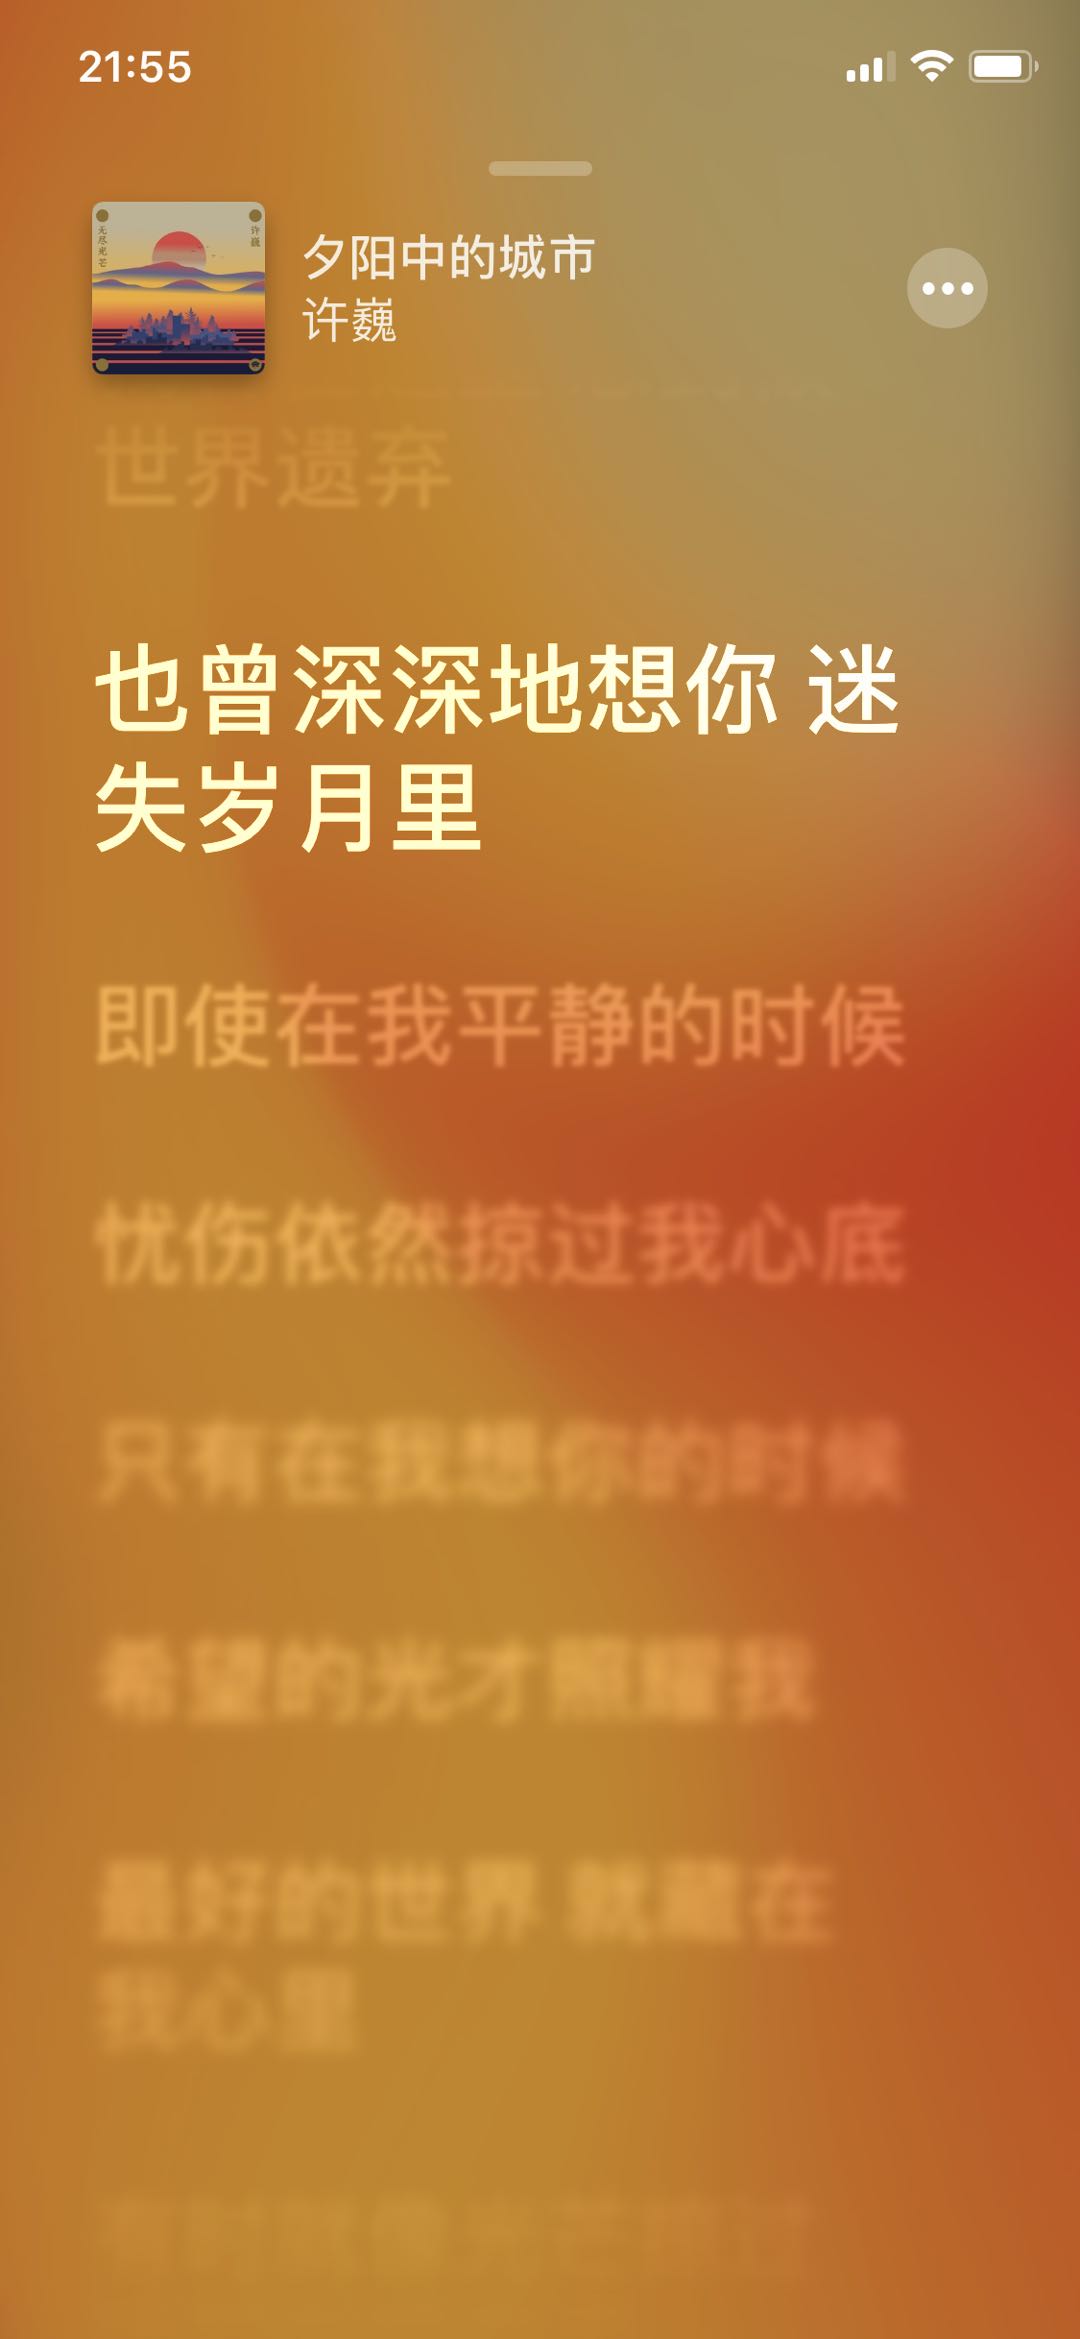 21:55
无尽光芒
许巍
夕阳中的城市
许巍
世界遗弃
也曾深深地想你 迷
失岁月里
即使在我平静的时候
忧伤依然掠过我心底
只有在我想你的时候
希望的光才照耀我
最好的世界 就藏在
我心里